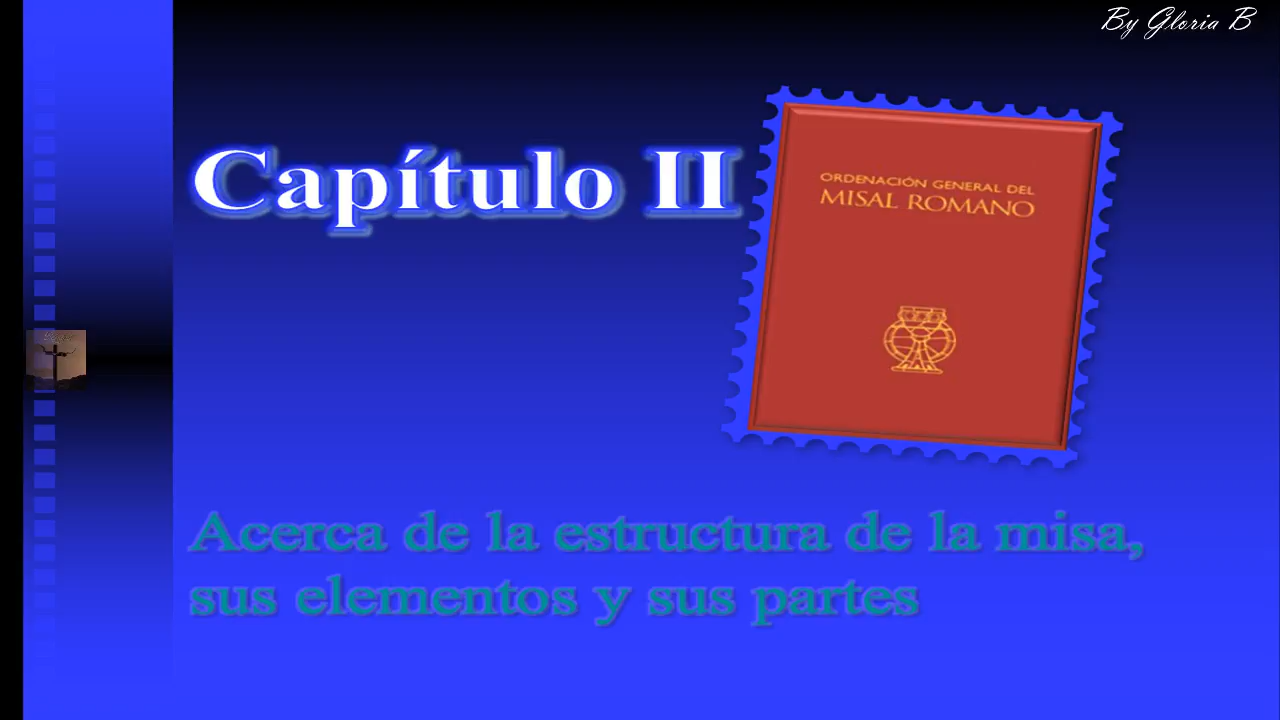 By Gloria B
Capítulo II
ORDENACIÓN GENERAL DEL
MISAL ROMANO
Acerca de la estructura de la misa,
sus elementos y sus partes